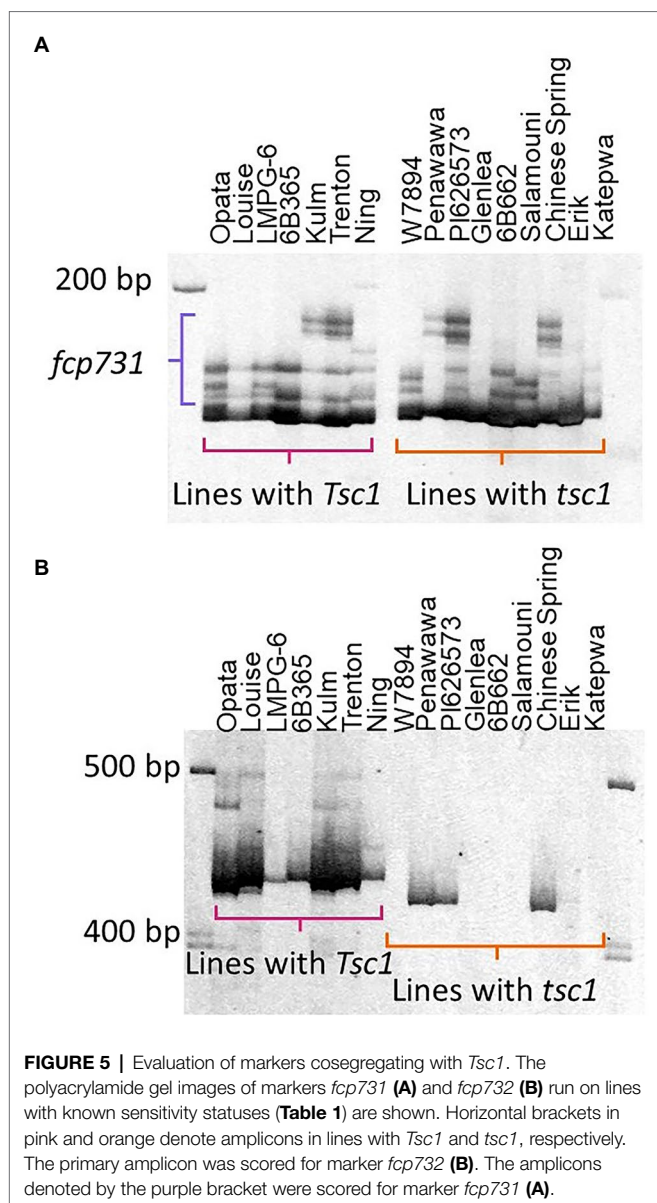 A
Opata
Louise
LMPG-6
6B365
Kulm
Trenton
Ning
W7894
Penawawa
PI626573
Glenlea
6B662
Salamouni
Chinese Spring
Erik
Katepwa
200 bp
fcp731
Lines with Tsc1 Lines with tsc1
B
Opata
Louise
LMPG-6
6B365
Kulm
Trenton
Ning
W7894
Penawawa
PI626573
Glenlea
6B662
Salamouni
Chinese Spring
Erik
Katepwa
500 bp
400 bp
Lines with Tsc1
Lines with tsc1
FIGURE 5 | Evaluation of markers cosegregating with Tsc1. The
polyacrylamide gel images of markers fcp731 (A) and fcp732 (B) run on lines
with known sensitivity statuses (Table 1) are shown. Horizontal brackets in
pink and orange denote amplicons in lines with Tsc1 and tsc1, respectively.
The primary amplicon was scored for marker fcp732 (B). The amplicons
denoted by the purple bracket were scored for marker fcp731 (A).